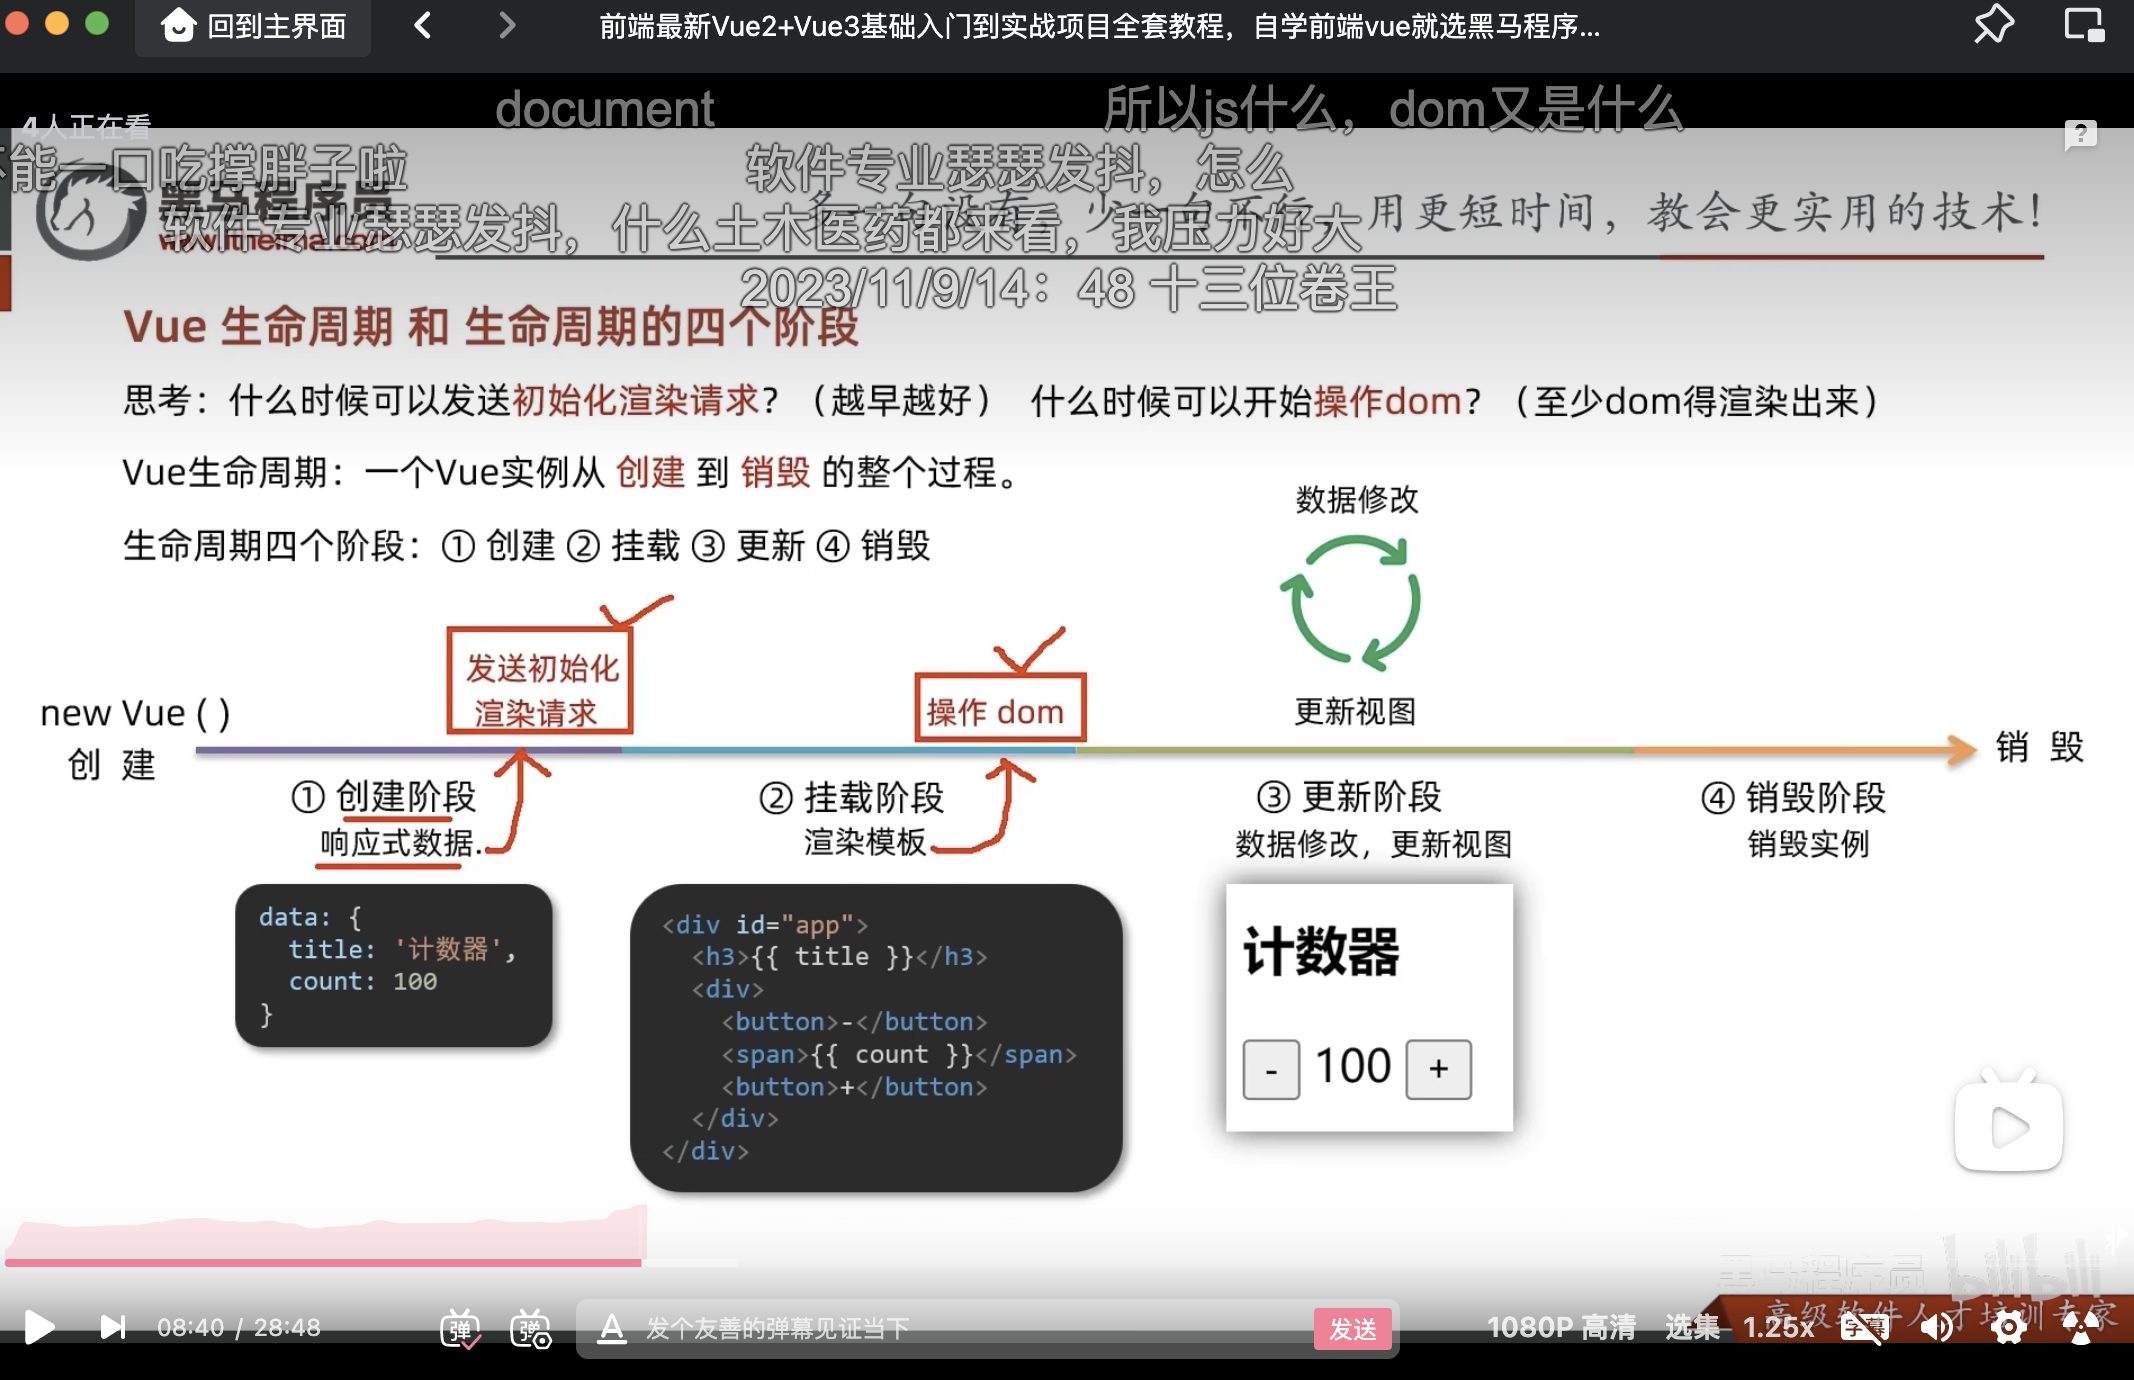 回到主界面
前端最新Vue2+Vue3基础入门到实战项目全套教程，自学前端vue就选黑马程序...
document
所以js什么，dom又是什么
4人正在看
能一口吃撑胖子啦
软件专业瑟瑟发抖，怎么
黑马程序员
用更短时间，教会更实用的技术！
软件专业瑟瑟发抖，什么土木医药都来看，我压力好大
www.itheima.com
2023/11/9/14：48 十三位卷王
Vue 生命周期 和 生命周期的四个阶段
思考：什么时候可以发送初始化渲染请求？（越早越好） 什么时候可以开始操作dom？（至少dom得渲染出来）
Vue生命周期：一个Vue实例从 创建 到 销毁 的整个过程。
数据修改
生命周期四个阶段：① 创建 ② 挂载 ③ 更新 ④ 销毁
发送初始化
渲染请求
操作 dom
更新视图
new Vue ( )
创 建
销 毁
① 创建阶段
② 挂载阶段
③ 更新阶段
④ 销毁阶段
响应式数据.
渲染模板
数据修改，更新视图
销毁实例
data: {
title: '计数器',
count: 100
}
<div id="app">
<h3>{{ title }}</h3>
<div>
<button>-</button>
<span>{{ count }}</span>
<button>+</button>
</div>
</div>
计数器
- 100 +
黑马程序员 bilibili
高级软件人才培训专家
08:40 / 28:48
弹
弹
A 发个友善的弹幕见证当下
发送
1080P 高清
选集
1.25x
字幕